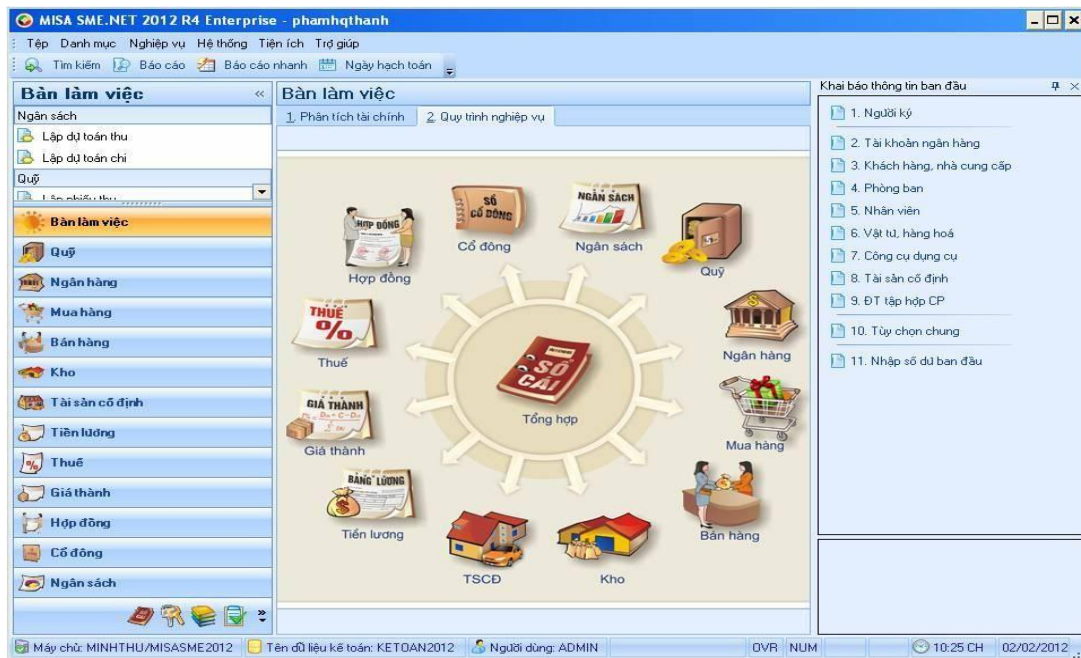 MISA SME.NET 2012 R4 Enterprise - phamhqthanh
Tệp Danh mục Nghiệp vụ Hệ thống Tiện ích Trợ giúp
Tìm kiếm Báo cáo Báo cáo nhanh Ngày hạch toán
Bàn làm việc «
Ngân sách
Lập dự toán thu
Lập dự toán chi
Quỹ
Lập phiếu thu
Bàn làm việc
Quỹ
Ngân hàng
Mua hàng
Bán hàng
Kho
Tài sản cố định
Tiền lương
Thuế
Giá thành
Hợp đồng
Cổ đông
Ngân sách
Bàn làm việc
1. Phân tích tài chính 2. Quy trình nghiệp vụ
HỢP ĐỒNG
Hợp đồng
SỔ CỔ ĐÔNG
Cổ đông
NGÂN SÁCH
Ngân sách
Quỹ
THUẾ %
Thuế
Ngân hàng
SỔ CÁI
Tổng hợp
GIÁ THÀNH
Giá thành
Mua hàng
BẢNG LƯƠNG
Tiền lương
TSCĐ
Kho
Bán hàng
Khai báo thông tin ban đầu
1. Người ký
2. Tài khoản ngân hàng
3. Khách hàng, nhà cung cấp
4. Phòng ban
5. Nhân viên
6. Vật tư, hàng hoá
7. Công cụ dụng cụ
8. Tài sản cố định
9. ĐT tập hợp CP
10. Tùy chọn chung
11. Nhập số dư ban đầu
Máy chủ: MINHTHU/MISASME2012 Tên dữ liệu kế toán: KETOAN2012 Người dùng: ADMIN OVR NUM 10:25 CH 02/02/2012